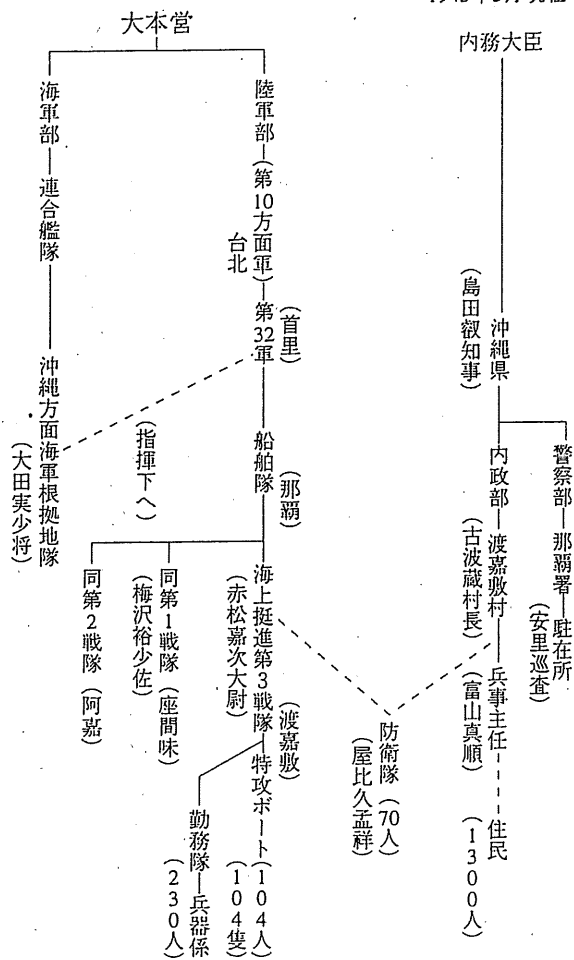 内務大臣
沖縄県
(島田叡知事)
警察部
那覇署
駐在所
(安里巡査)
内政部
渡嘉敷村
(古波蔵村長)
兵事主任
(富山真順)
住民
(1300人)
防衛隊(70人)
(屋比久孟祥)
大本営
陸軍部
(第10方面軍)
台北
第32軍
(首里)
船舶隊
(那覇)
海上挺進第3戦隊
(渡嘉敷)
(赤松嘉次大尉)
特攻ボート
(104人)
(104隻)
勤務隊
兵器係
(230人)
同第1戦隊(座間味)
(梅沢裕少佐)
同第2戦隊(阿嘉)
海軍部
連合艦隊
沖縄方面海軍根拠地隊
(大田実少将)
(指揮下へ)